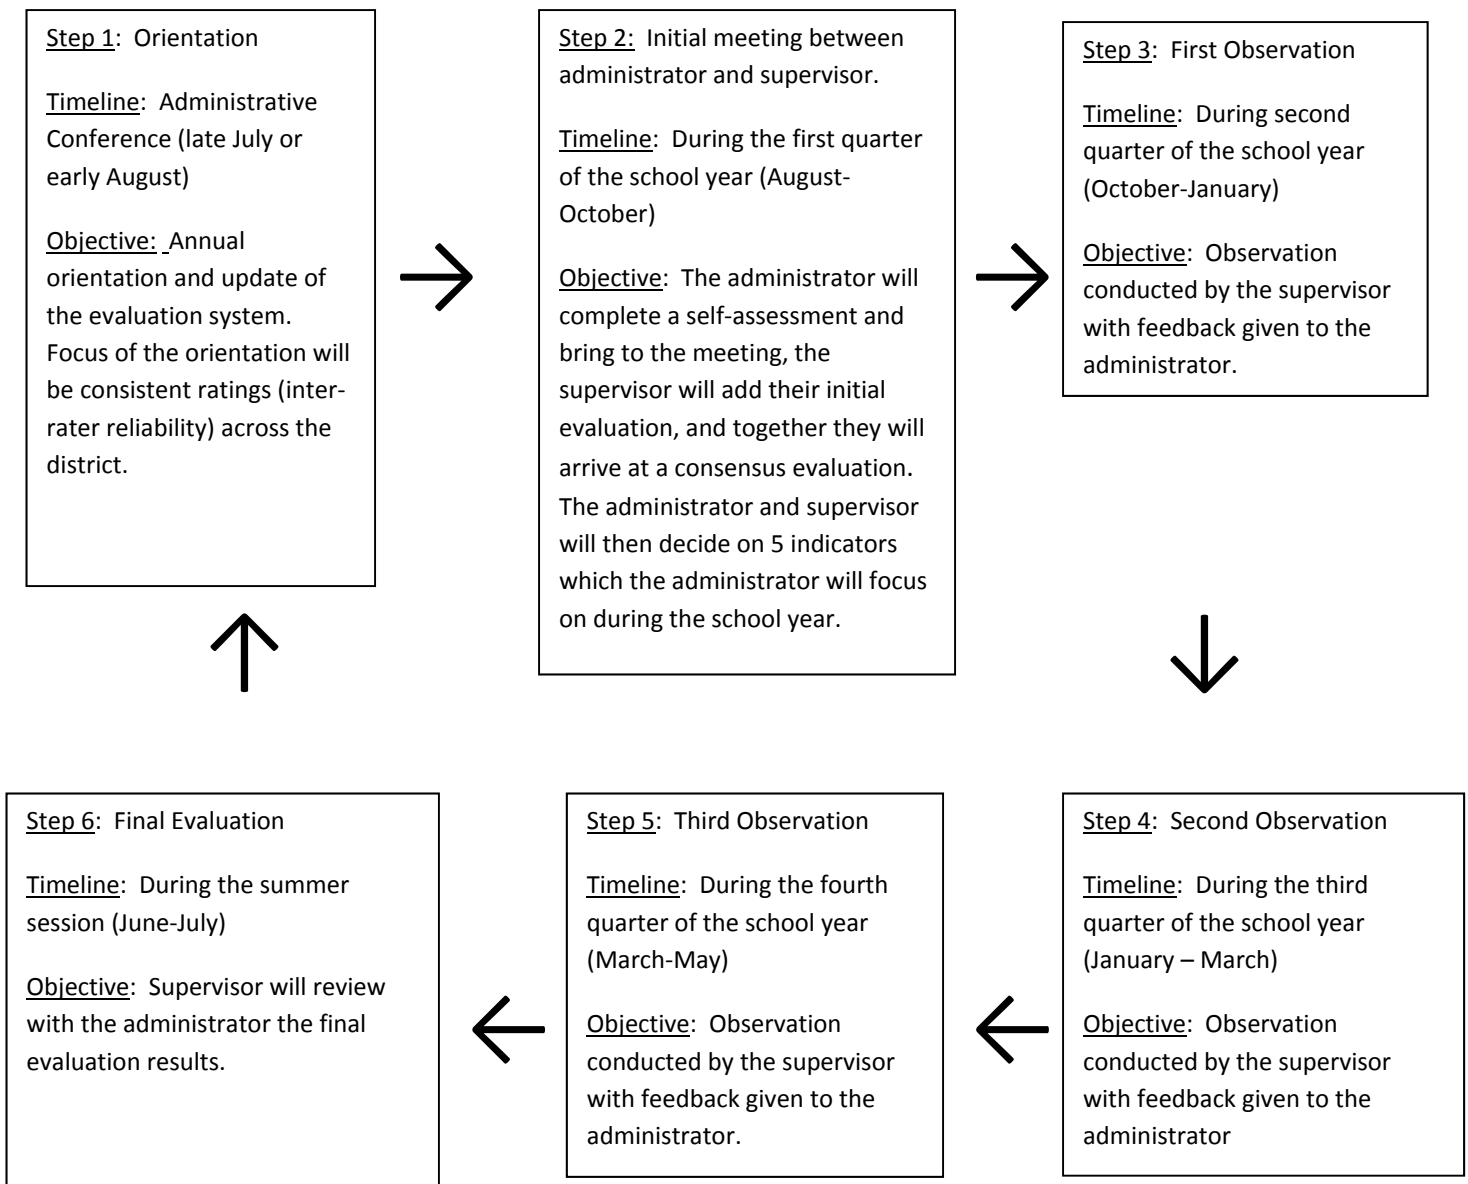 Step 1: Orientation
Timeline: Administrative
Conference (late July or
early August)
Objective: Annual
orientation and update of
the evaluation system.
Focus of the orientation will
be consistent ratings (inter-
rater reliability) across the
district.
Step 2: Initial meeting between
administrator and supervisor.
Timeline: During the first quarter
of the school year (August-
October)
Objective: The administrator will
complete a self-assessment and
bring to the meeting, the
supervisor will add their initial
evaluation, and together they will
arrive at a consensus evaluation.
The administrator and supervisor
will then decide on 5 indicators
which the administrator will focus
on during the school year.
Step 3: First Observation
Timeline: During second
quarter of the school year
(October-January)
Objective: Observation
conducted by the supervisor
with feedback given to the
administrator.
Step 4: Second Observation
Timeline: During the third
quarter of the school year
(January – March)
Objective: Observation
conducted by the supervisor
with feedback given to the
administrator
Step 5: Third Observation
Timeline: During the fourth
quarter of the school year
(March-May)
Objective: Observation
conducted by the supervisor
with feedback given to the
administrator.
Step 6: Final Evaluation
Timeline: During the summer
session (June-July)
Objective: Supervisor will review
with the administrator the final
evaluation results.